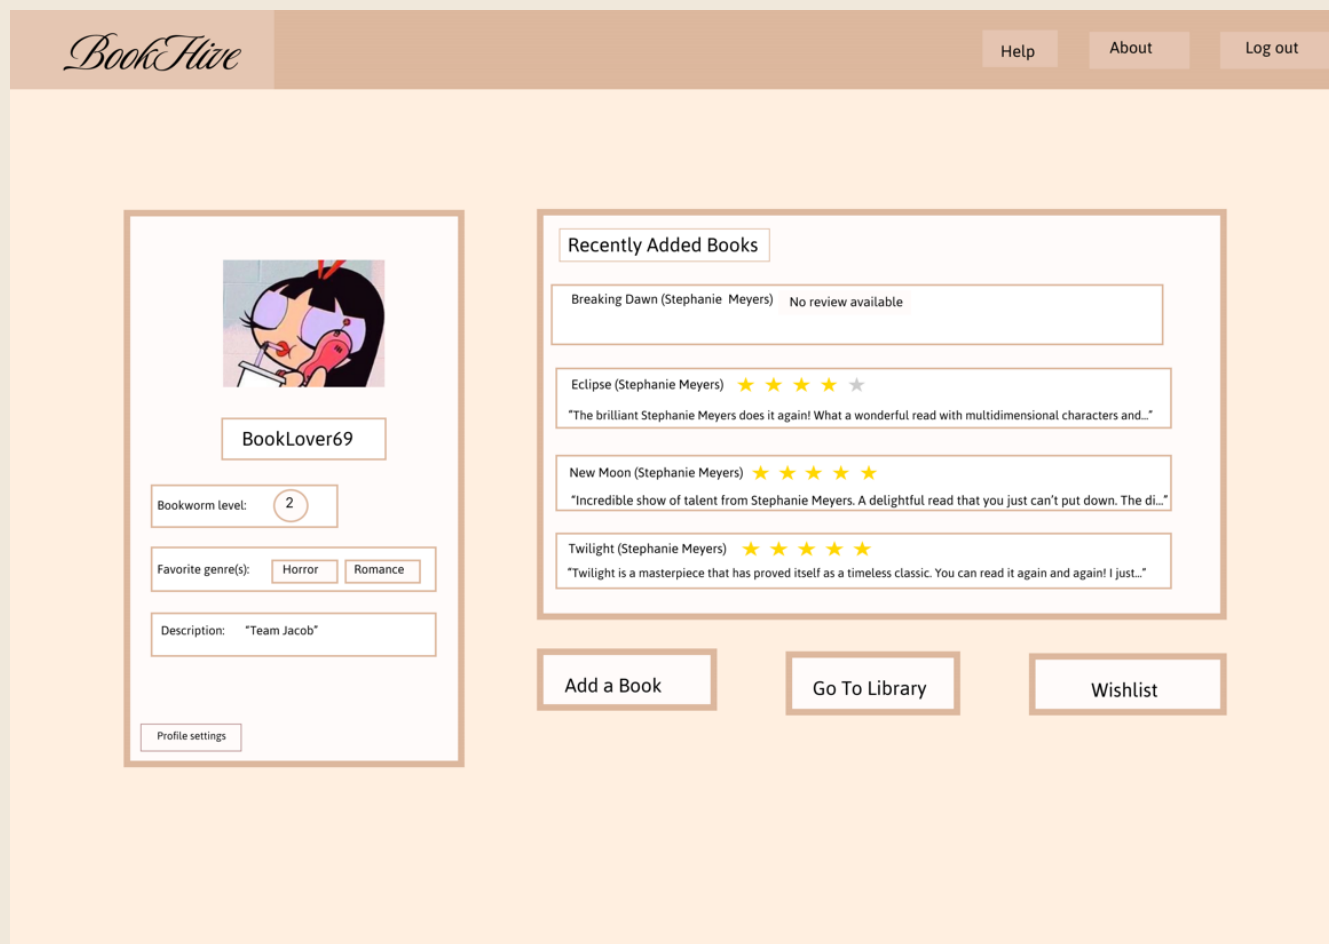 BookHive
Help
About
Log out
BookLover69
Bookworm level: 2
Favorite genre(s): Horror Romance
Description: “Team Jacob”
Profile settings
Recently Added Books
Breaking Dawn (Stephanie Meyers) No review available
Eclipse (Stephanie Meyers)
“The brilliant Stephanie Meyers does it again! What a wonderful read with multidimensional characters and...”
New Moon (Stephanie Meyers)
“Incredible show of talent from Stephanie Meyers. A delightful read that you just can’t put down. The di...”
Twilight (Stephanie Meyers)
“Twilight is a masterpiece that has proved itself as a timeless classic. You can read it again and again! I just...”
Add a Book
Go To Library
Wishlist